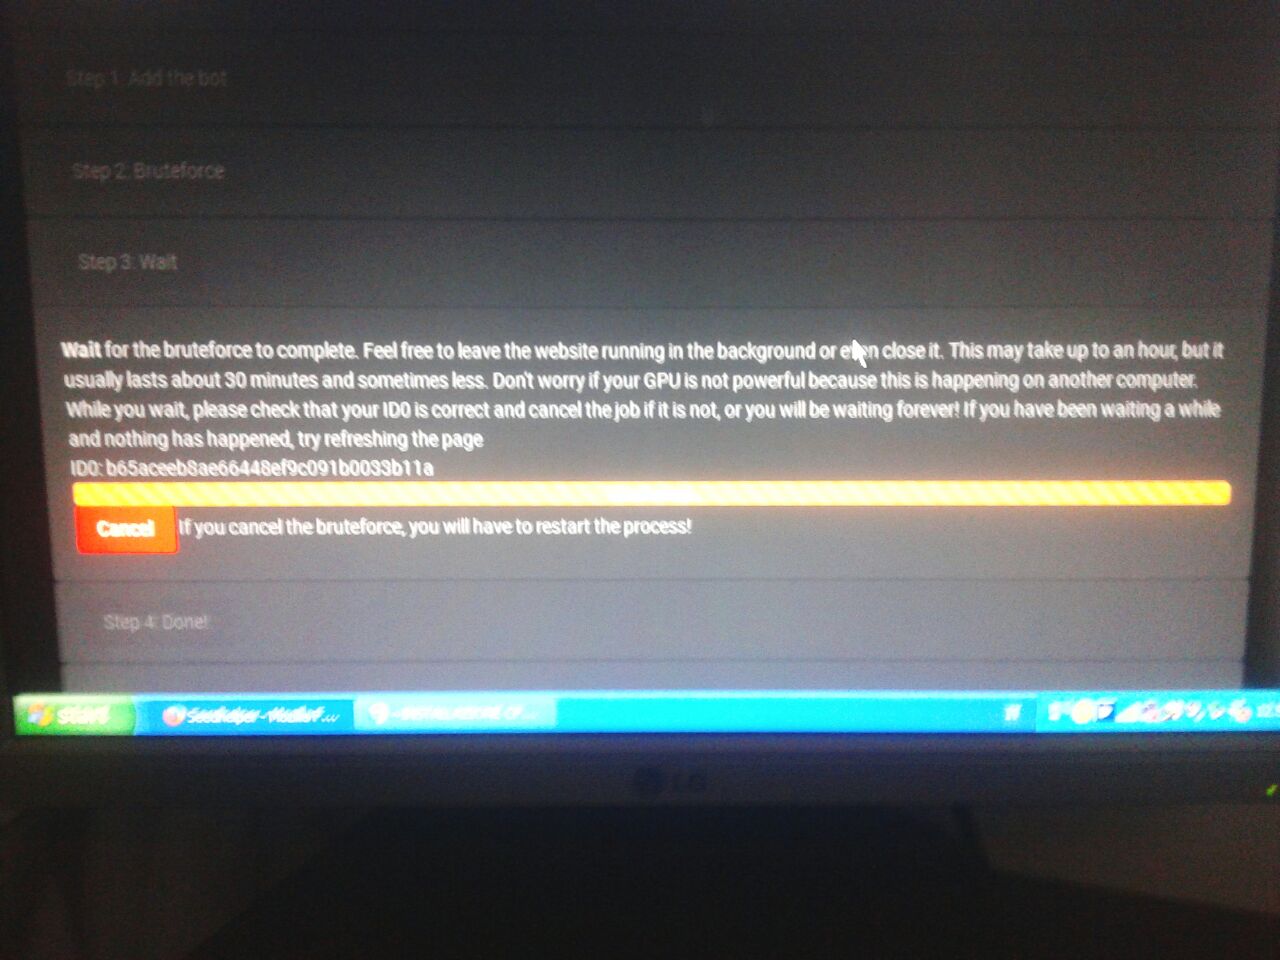 Step 1: Add the bot
Step 2: Bruteforce
Step 3: Wait
Wait for the bruteforce to complete. Feel free to leave the website running in the background or even close it. This may take up to an hour, but it
usually lasts about 30 minutes and sometimes less. Don't worry if your GPU is not powerful because this is happening on another computer.
While you wait, please check that your ID0 is correct and cancel the job if it is not, or you will be waiting forever! If you have been waiting a while
and nothing has happened, try refreshing the page
ID0: b65aceeb8ae66448ef9c091b0033b11a
Cancel If you cancel the bruteforce, you will have to restart the process!
Step 4: Done!
start Seedhelper - Mozilla F...
IT
LG